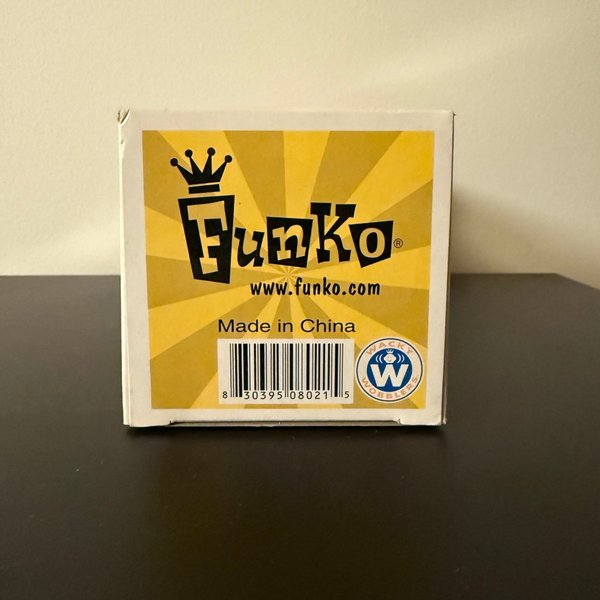 Funko®
www.funko.com
Made in China
8 30395 08021 5
WACKY
W
WOBBLERS